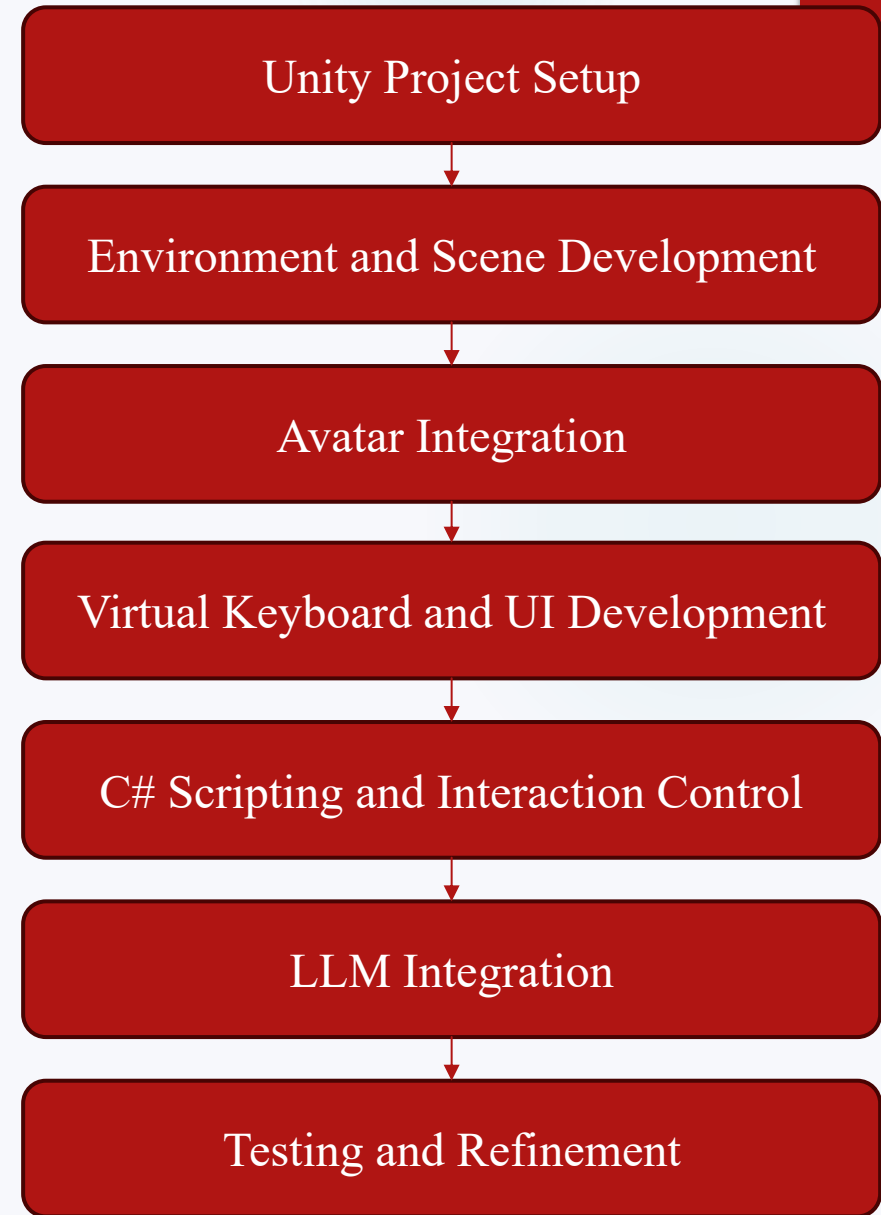 Unity Project Setup
Environment and Scene Development
Avatar Integration
Virtual Keyboard and UI Development
C# Scripting and Interaction Control
LLM Integration
Testing and Refinement